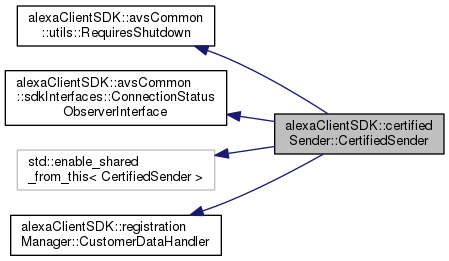 alexaClientSDK::avsCommon
::utils::RequiresShutdown
alexaClientSDK::avsCommon
::sdkInterfaces::ConnectionStatus
ObserverInterface
alexaClientSDK::certified
Sender::CertifiedSender
std::enable_shared
_from_this< CertifiedSender >
alexaClientSDK::registration
Manager::CustomerDataHandler